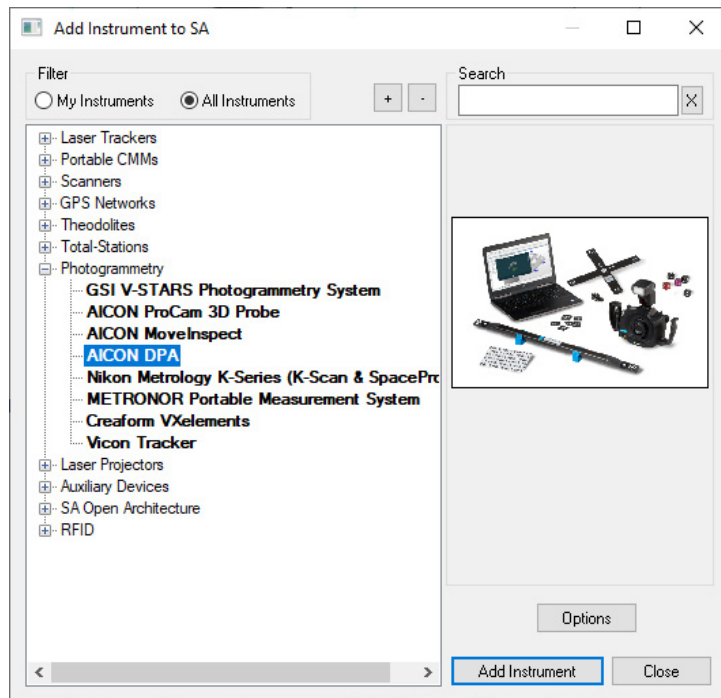 Add Instrument to SA
Filter
My Instruments All Instruments
+ -
Search
X
Laser Trackers
Portable CMMs
Scanners
GPS Networks
Theodolites
Total-Stations
Photogrammetry
GSI V-STARS Photogrammetry System
AICON ProCam 3D Probe
AICON MoveInspect
AICON DPA
Nikon Metrology K-Series (K-Scan & SpacePro
METRONOR Portable Measurement System
Creaform VXelements
Vicon Tracker
Laser Projectors
Auxiliary Devices
SA Open Architecture
RFID
Options
Add Instrument Close